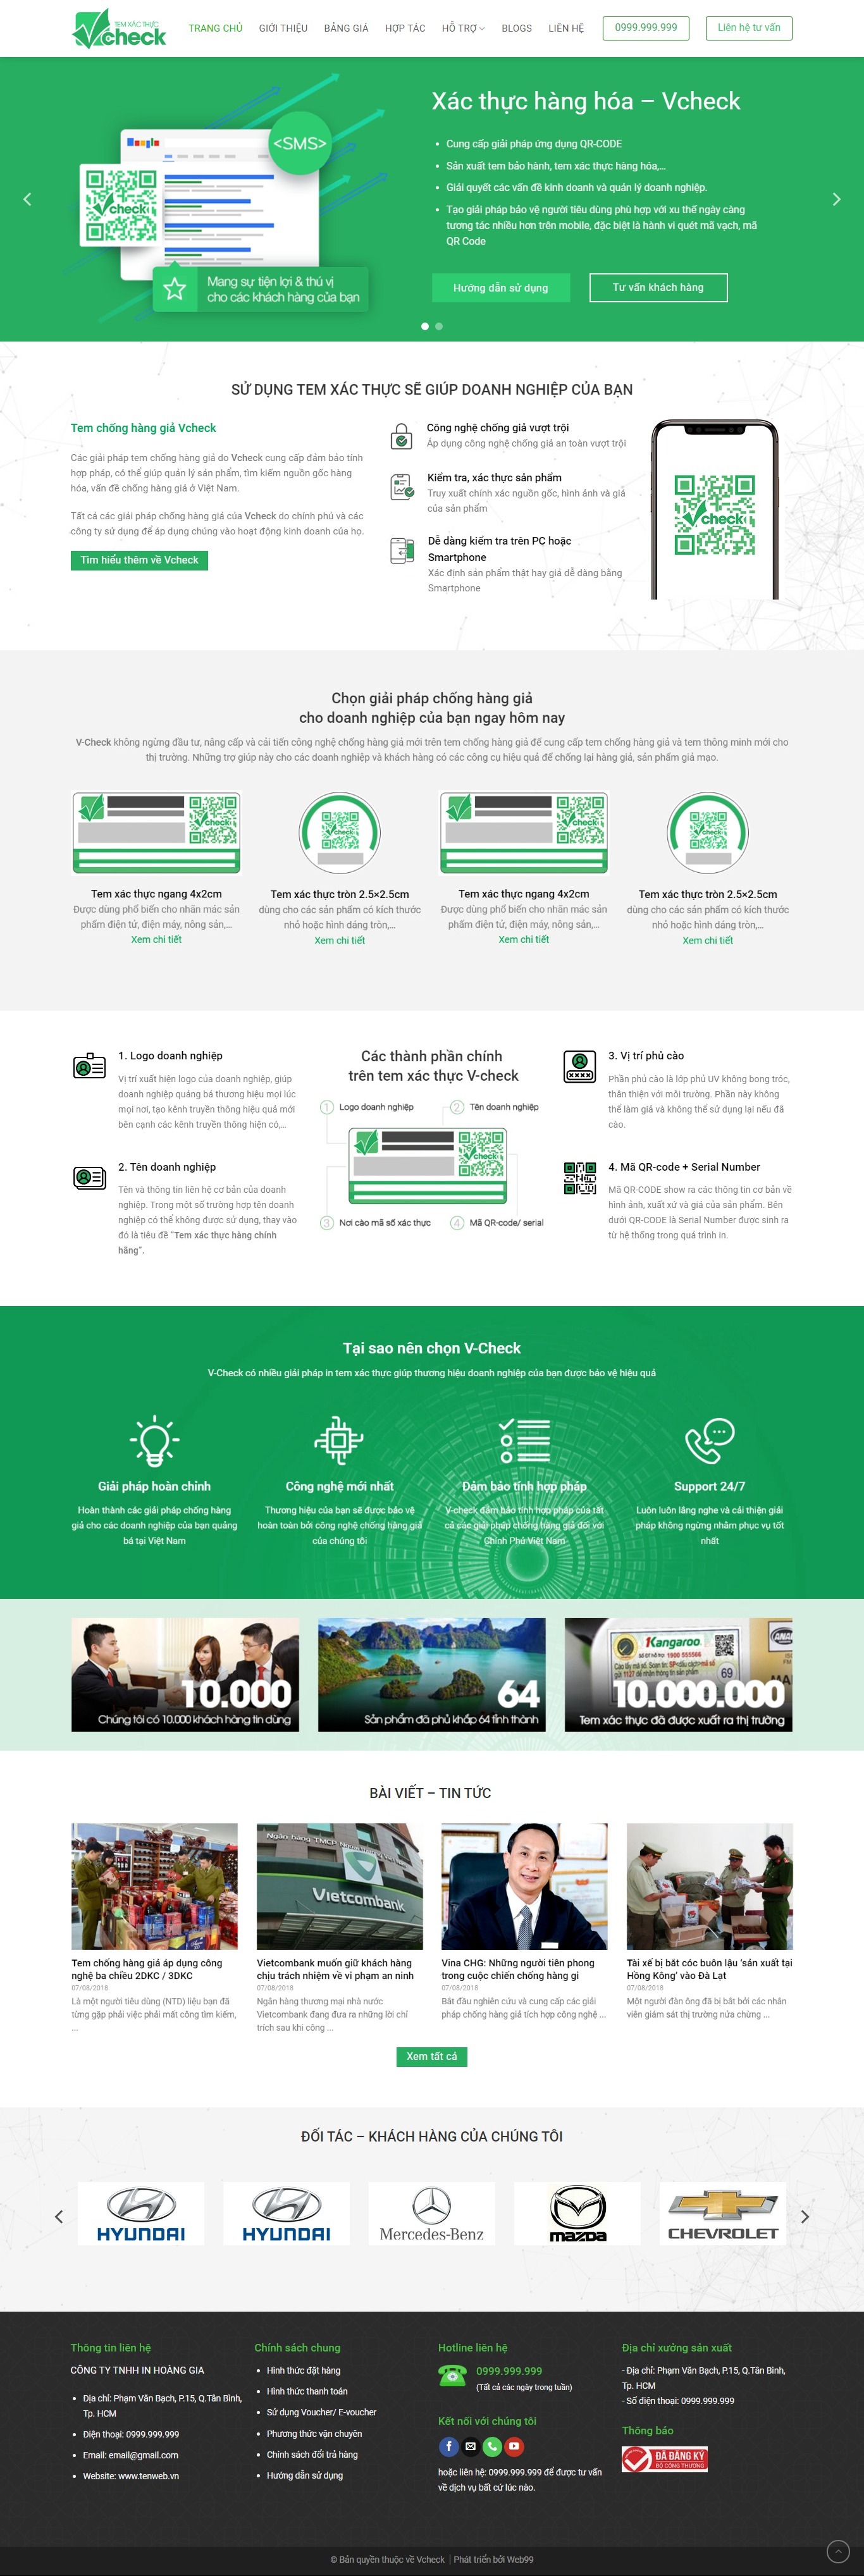 TEM XÁC THỰC
Vcheck
TRANG CHỦ
GIỚI THIỆU
BẢNG GIÁ
HỢP TÁC
HỖ TRỢ
BLOGS
LIÊN HỆ
0999.999.999
Liên hệ tư vấn
<SMS>
Vcheck
Mang sự tiện lợi & thú vị
cho các khách hàng của bạn
Xác thực hàng hóa – Vcheck
Cung cấp giải pháp ứng dụng QR-CODE
Sản xuất tem bảo hành, tem xác thực hàng hóa,...
Giải quyết các vấn đề kinh doanh và quản lý doanh nghiệp.
Tạo giải pháp bảo vệ người tiêu dùng phù hợp với xu thế ngày càng
tương tác nhiều hơn trên mobile, đặc biệt là hành vi quét mã vạch, mã
QR Code
Hướng dẫn sử dụng
Tư vấn khách hàng
SỬ DỤNG TEM XÁC THỰC SẼ GIÚP DOANH NGHIỆP CỦA BẠN
Tem chống hàng giả Vcheck
Các giải pháp tem chống hàng giả do Vcheck cung cấp đảm bảo tính
hợp pháp, có thể giúp quản lý sản phẩm, tìm kiếm nguồn gốc hàng
hóa, vấn đề chống hàng giả ở Việt Nam.
Tất cả các giải pháp chống hàng giả của Vcheck do chính phủ và các
công ty sử dụng để áp dụng chúng vào hoạt động kinh doanh của họ.
Tìm hiểu thêm về Vcheck
Công nghệ chống giả vượt trội
Áp dụng công nghệ chống giả an toàn vượt trội
Kiểm tra, xác thực sản phẩm
Truy xuất chính xác nguồn gốc, hình ảnh và giá
của sản phẩm
Dễ dàng kiểm tra trên PC hoặc
Smartphone
Xác định sản phẩm thật hay giả dễ dàng bằng
Smartphone
Vcheck
Chọn giải pháp chống hàng giả
cho doanh nghiệp của bạn ngay hôm nay
V-Check không ngừng đầu tư, nâng cấp và cải tiến công nghệ chống hàng giả mới trên tem chống hàng giả để cung cấp tem chống hàng giả và tem thông minh mới cho
thị trường. Những trợ giúp này cho các doanh nghiệp và khách hàng có các công cụ hiệu quả để chống lại hàng giả, sản phẩm giả mạo.
Tem xác thực ngang 4x2cm
Được dùng phổ biến cho nhãn mác sản
phẩm điện tử, điện máy, nông sản,...
Xem chi tiết
Tem xác thực tròn 2.5×2.5cm
dùng cho các sản phẩm có kích thước
nhỏ hoặc hình dáng tròn,...
Xem chi tiết
Tem xác thực ngang 4x2cm
Được dùng phổ biến cho nhãn mác sản
phẩm điện tử, điện máy, nông sản,...
Xem chi tiết
Tem xác thực tròn 2.5×2.5cm
dùng cho các sản phẩm có kích thước
nhỏ hoặc hình dáng tròn,...
Xem chi tiết
1. Logo doanh nghiệp
Vị trí xuất hiện logo của doanh nghiệp, giúp
doanh nghiệp quảng bá thương hiệu mọi lúc
mọi nơi, tạo kênh truyền thông hiệu quả mới
bên cạnh các kênh truyền thông hiện có,...
2. Tên doanh nghiệp
Tên và thông tin liên hệ cơ bản của doanh
nghiệp. Trong một số trường hợp tên doanh
nghiệp có thể không được sử dụng, thay vào
đó là tiêu đề “Tem xác thực hàng chính
hãng”.
Các thành phần chính
trên tem xác thực V-check
1 Logo doanh nghiệp
2 Tên doanh nghiệp
3 Nơi cào mã số xác thực
4 Mã QR-code/ serial
3. Vị trí phủ cào
Phần phủ cào là lớp phủ UV không bong tróc,
thân thiện với môi trường. Phần này không
thể làm giả và không thể sử dụng lại nếu đã
cào.
4. Mã QR-code + Serial Number
Mã QR-CODE show ra các thông tin cơ bản về
hình ảnh, xuất xứ và giá của sản phẩm. Bên
dưới QR-CODE là Serial Number được sinh ra
từ hệ thống trong quá trình in.
Tại sao nên chọn V-Check
V-Check có nhiều giải pháp in tem xác thực giúp thương hiệu doanh nghiệp của bạn được bảo vệ hiệu quả
Giải pháp hoàn chỉnh
Hoàn thành các giải pháp chống hàng
giả cho các doanh nghiệp của bạn quảng
bá tại Việt Nam
Công nghệ mới nhất
Thương hiệu của bạn sẽ được bảo vệ
hoàn toàn bởi công nghệ chống hàng giả
của chúng tôi
Đảm bảo tính hợp pháp
V-check đảm bảo tính hợp pháp của tất
cả các giải pháp chống hàng giả đối với
Chính Phủ Việt Nam
Support 24/7
Luôn luôn lắng nghe và cải thiện giải
pháp không ngừng nhằm phục vụ tốt
nhất
10.000
Chúng tôi có 10.000 khách hàng tin dùng
64
Sản phẩm đã phủ khắp 64 tỉnh thành
Kangaroo
1900 555566
69
10.000.000
Tem xác thực đã được xuất ra thị trường
BÀI VIẾT – TIN TỨC
Vietcombank
Tem chống hàng giả áp dụng công
nghệ ba chiều 2DKC / 3DKC
07/08/2018
Là một người tiêu dùng (NTD) liệu bạn đã
từng gặp phải việc phải mất công tìm kiếm,
...
Vietcombank muốn giữ khách hàng
chịu trách nhiệm về vi phạm an ninh
07/08/2018
Ngân hàng thương mại nhà nước
Vietcombank đang đưa ra những lời chỉ
trích sau khi công ...
Vina CHG: Những người tiên phong
trong cuộc chiến chống hàng gi
07/08/2018
Bắt đầu nghiên cứu và cung cấp các giải
pháp chống hàng giả tích hợp công nghệ ...
Tài xế bị bắt cóc buôn lậu ‘sản xuất tại
Hồng Kông’ vào Đà Lạt
07/08/2018
Một người đàn ông đã bị bắt bởi các nhân
viên giám sát thị trường nửa chừng ...
Xem tất cả
ĐỐI TÁC – KHÁCH HÀNG CỦA CHÚNG TÔI
HYUNDAI
HYUNDAI
Mercedes-Benz
mazda
CHEVROLET
Thông tin liên hệ
CÔNG TY TNHH IN HOÀNG GIA
Địa chỉ: Phạm Văn Bạch, P.15, Q.Tân Bình,
Tp. HCM
Điện thoại: 0999.999.999
Email: email@gmail.com
Website: www.tenweb.vn
Chính sách chung
Hình thức đặt hàng
Hình thức thanh toán
Sử dụng Voucher/ E-voucher
Phương thức vận chuyên
Chính sách đổi trả hàng
Hướng dẫn sử dụng
Hotline liên hệ
0999.999.999
(Tất cả các ngày trong tuần)
Kết nối với chúng tôi
hoặc liên hệ: 0999.999.999 để được tư vấn
về dịch vụ bất cứ lúc nào.
Địa chỉ xưởng sản xuất
- Địa chỉ: Phạm Văn Bạch, P.15, Q.Tân Bình,
Tp. HCM
- Số điện thoại: 0999.999.999
Thông báo
ĐÃ ĐĂNG KÝ
BỘ CÔNG THƯƠNG
© Bản quyền thuộc về Vcheck | Phát triển bởi Web99